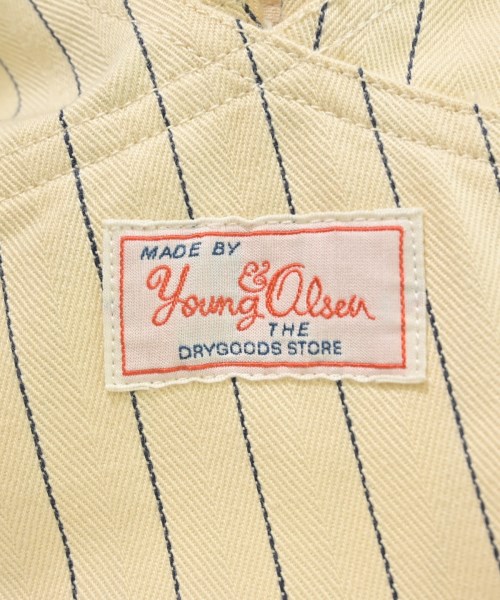 MADE BY
Young & Olsen
THE
DRYGOODS STORE